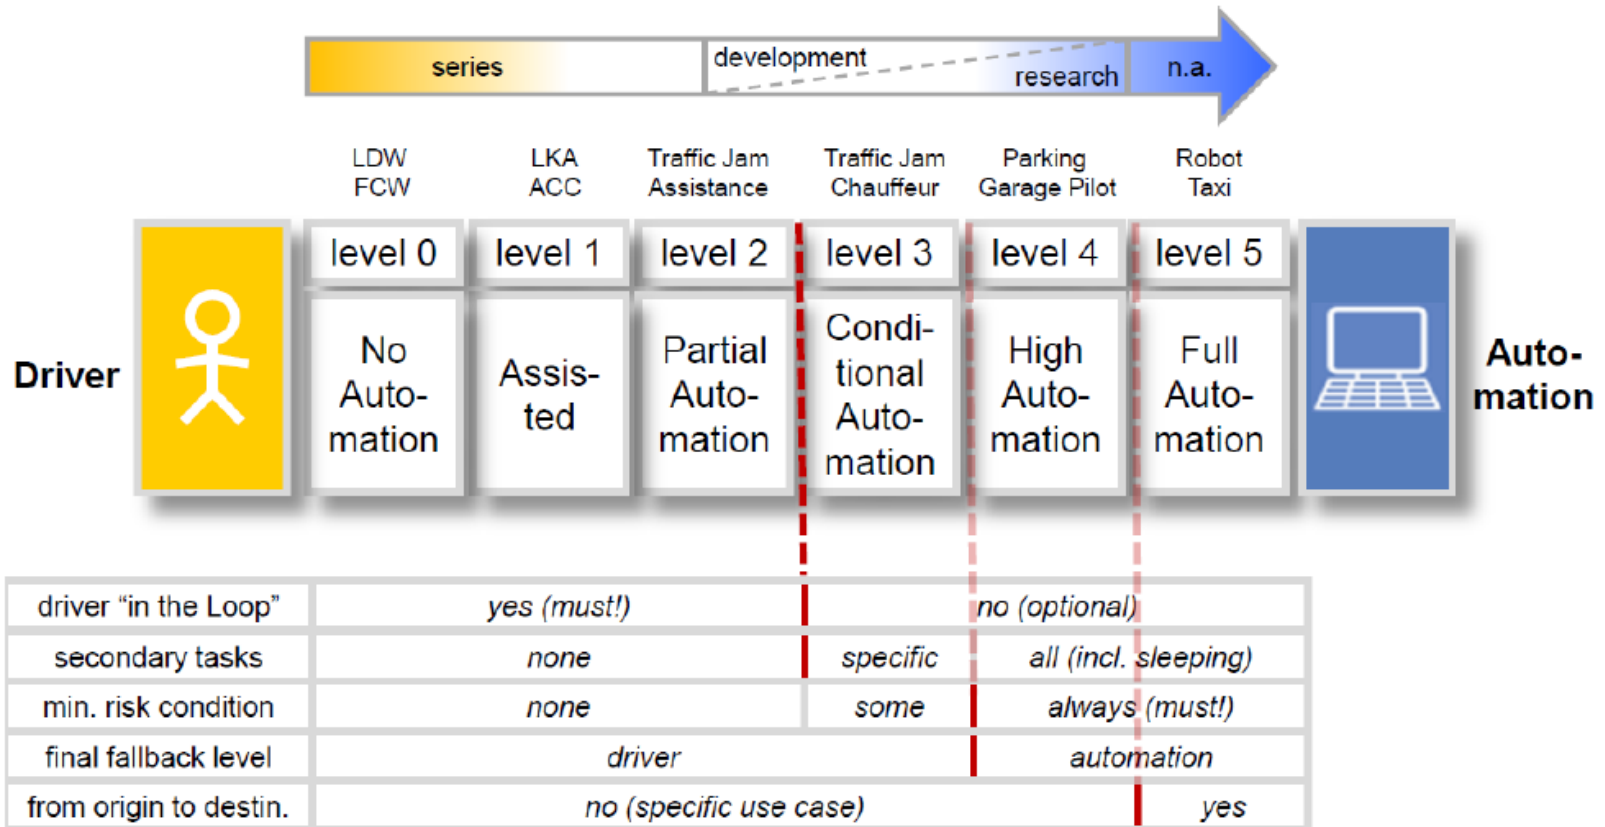 series
development
research
n.a.
LDW
FCW
LKA
ACC
Traffic Jam
Assistance
Traffic Jam
Chauffeur
Parking
Garage Pilot
Robot
Taxi
level 0
level 1
level 2
level 3
level 4
level 5
Driver
No
Auto-
mation
Assis-
ted
Partial
Auto-
mation
Condi-
tional
Auto-
mation
High
Auto-
mation
Full
Auto-
mation
Auto-
mation
driver “in the Loop” yes (must!) no (optional)
secondary tasks none specific all (incl. sleeping)
min. risk condition none some always (must!)
final fallback level driver automation
from origin to destin. no (specific use case) yes